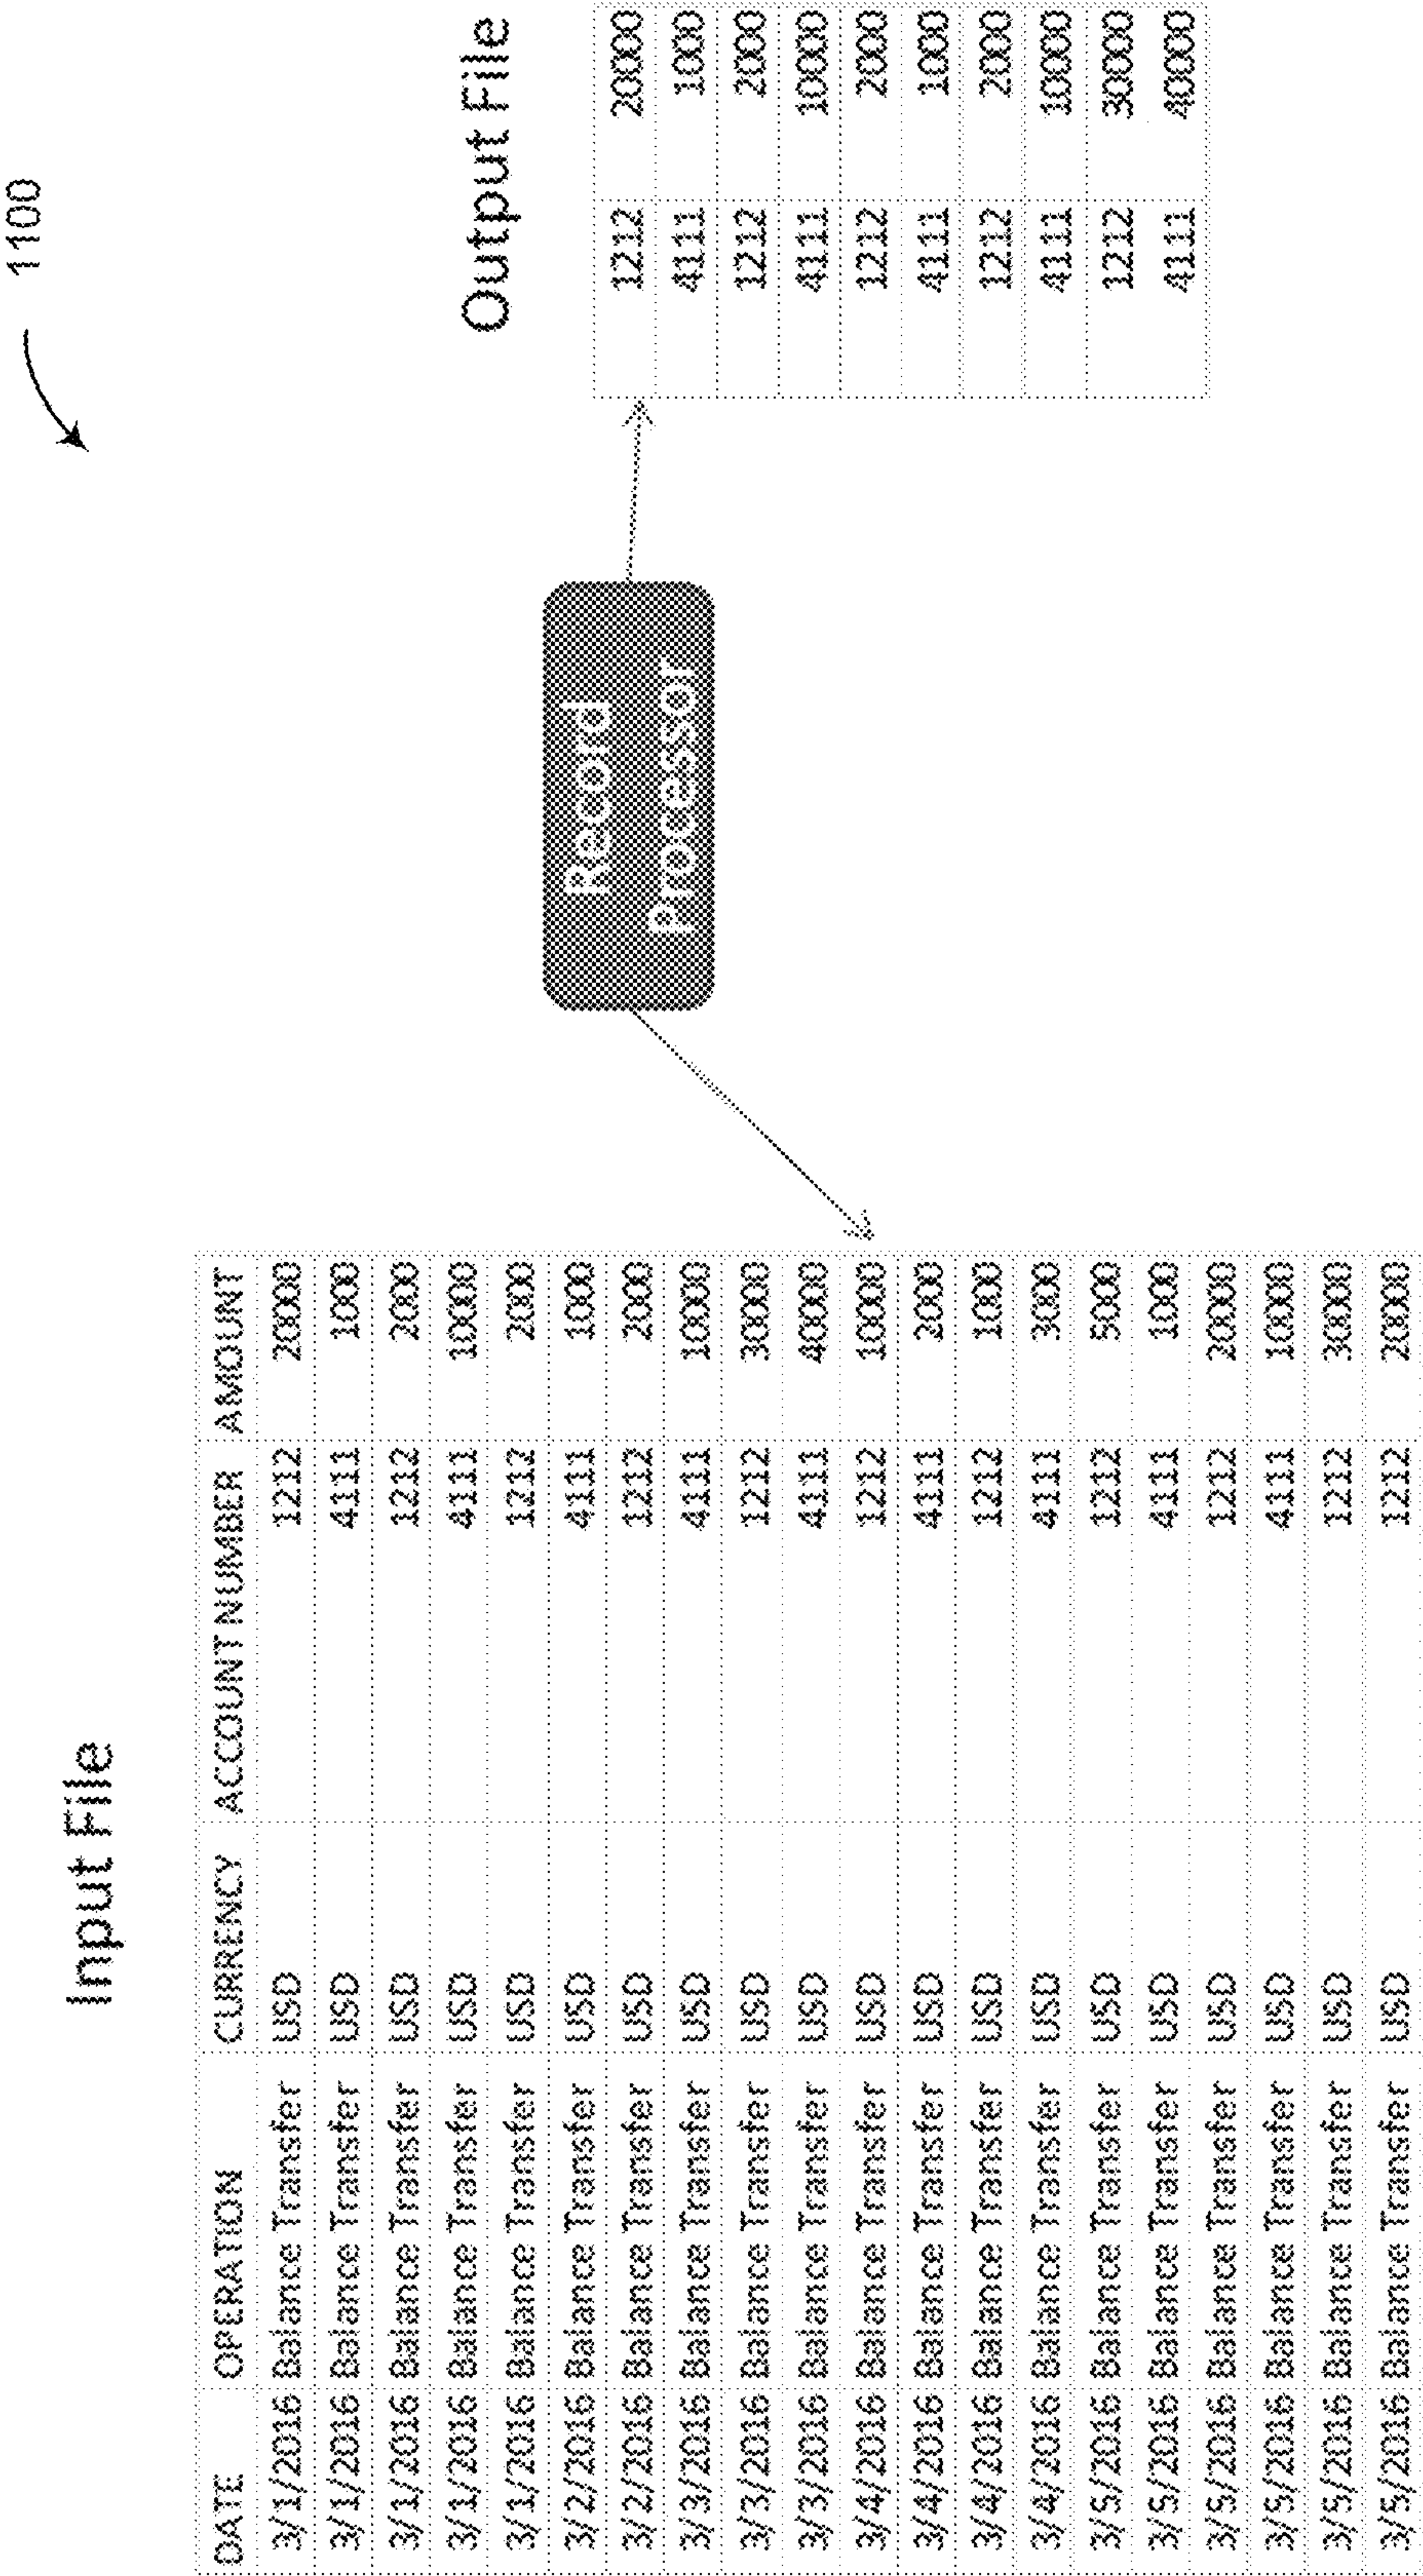 1100
Input File
DATE OPERATION CURRENCY ACCOUNT NUMBER AMOUNT
3/1/2016 Balance Transfer USD 1212 20000
3/1/2016 Balance Transfer USD 4111 1000
3/1/2016 Balance Transfer USD 1212 2000
3/1/2016 Balance Transfer USD 4111 10000
3/1/2016 Balance Transfer USD 1212 2000
3/2/2016 Balance Transfer USD 4111 1000
3/2/2016 Balance Transfer USD 1212 2000
3/3/2016 Balance Transfer USD 4111 10000
3/3/2016 Balance Transfer USD 1212 30000
3/3/2016 Balance Transfer USD 4111 40000
3/4/2016 Balance Transfer USD 1212 10000
3/4/2016 Balance Transfer USD 4111 2000
3/4/2016 Balance Transfer USD 1212 1000
3/4/2016 Balance Transfer USD 4111 3000
3/5/2016 Balance Transfer USD 1212 5000
3/5/2016 Balance Transfer USD 4111 1000
3/5/2016 Balance Transfer USD 1212 20000
3/5/2016 Balance Transfer USD 4111 10000
3/5/2016 Balance Transfer USD 1212 30000
3/5/2016 Balance Transfer USD 1212 20000
Record
Processor
Output File
1212 20000
4111 1000
1212 2000
4111 10000
1212 2000
4111 1000
1212 2000
4111 10000
1212 30000
4111 40000